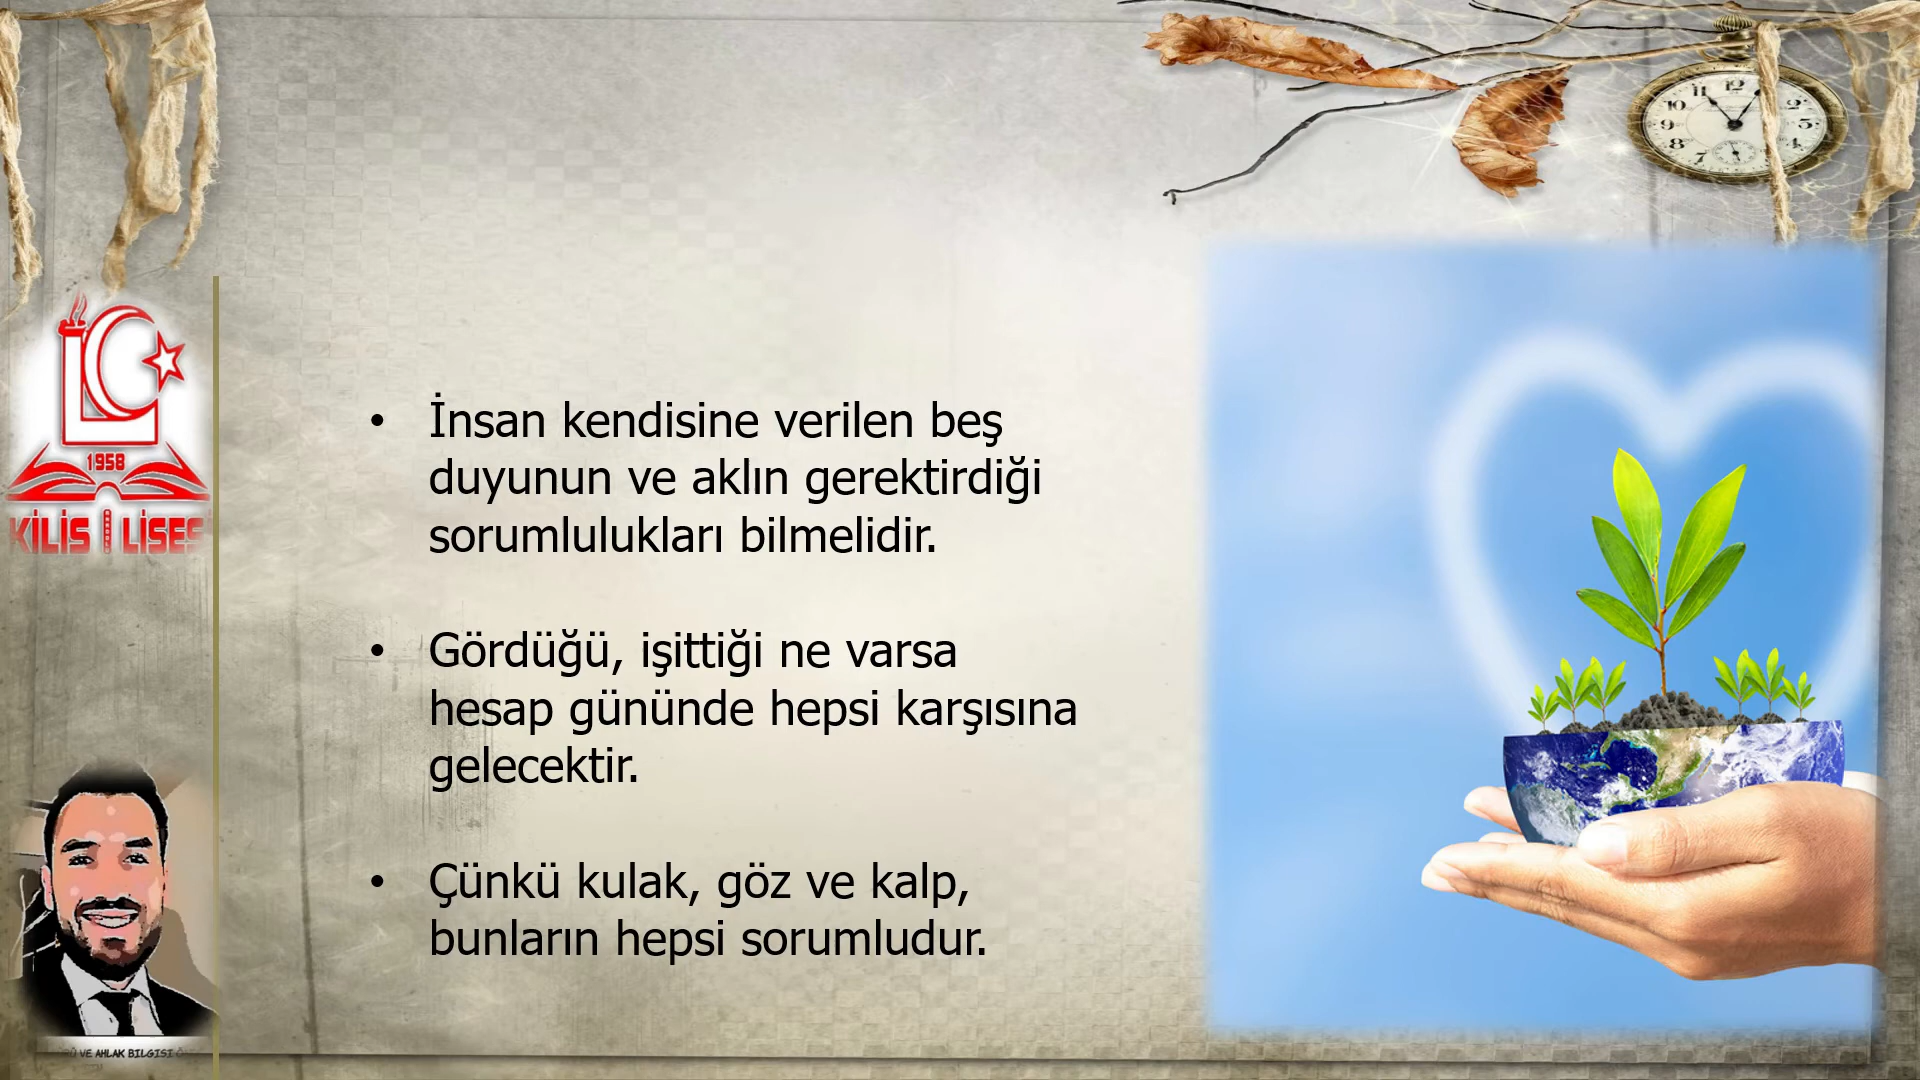 İnsan kendisine verilen beş
duyunun ve aklın gerektirdiği
sorumlulukları bilmelidir.
Gördüğü, işittiği ne varsa
hesap gününde hepsi karşısına
gelecektir.
Çünkü kulak, göz ve kalp,
bunların hepsi sorumludur.
1958
KİLİS LİSES
VE AHLAK BILGISI